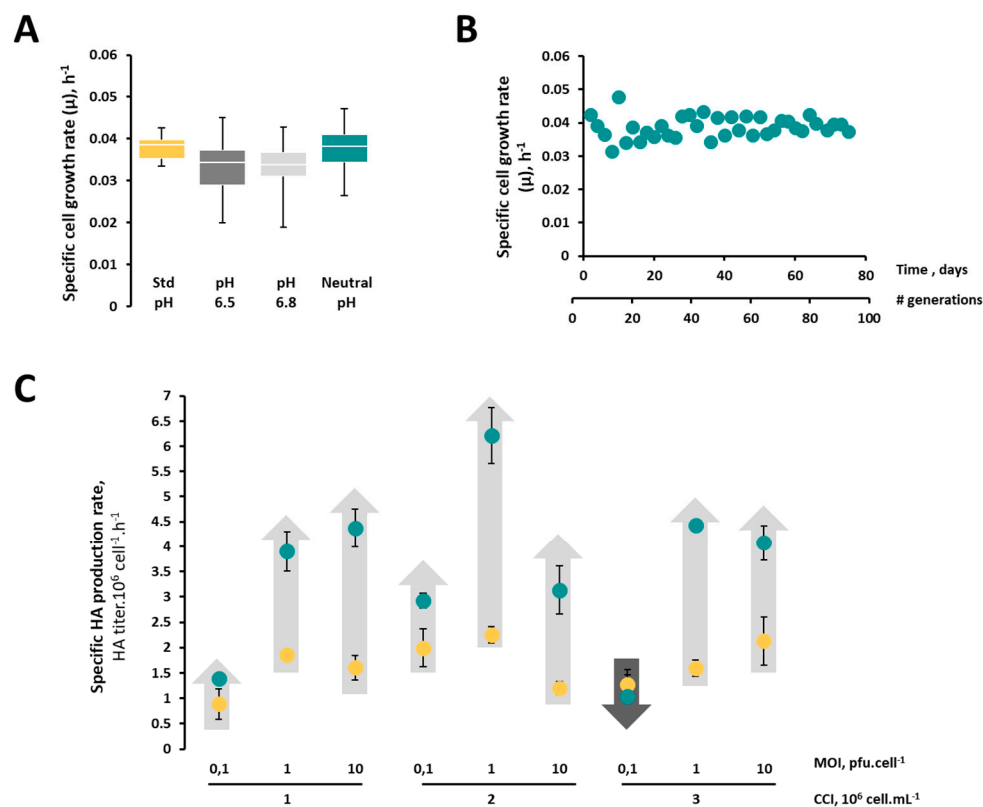 A
Specific cell growth rate (μ), h⁻¹
0.06
0.05
0.04
0.03
0.02
0.01
0
Std pH
pH 6.5
pH 6.8
Neutral pH
B
Specific cell growth rate
(μ), h⁻¹
0.06
0.05
0.04
0.03
0.02
0.01
0
0 20 40 60 80
Time , days
0 20 40 60 80 100
# generations
C
Specific HA production rate,
HA titer.10⁶ cell⁻¹.h⁻¹
7
6.5
6
5.5
5
4.5
4
3.5
3
2.5
2
1.5
1
0.5
0
0,1 1 10 0,1 1 10 0,1 1 10
MOI, pfu.cell⁻¹
1 2 3
CCI, 10⁶ cell.mL⁻¹